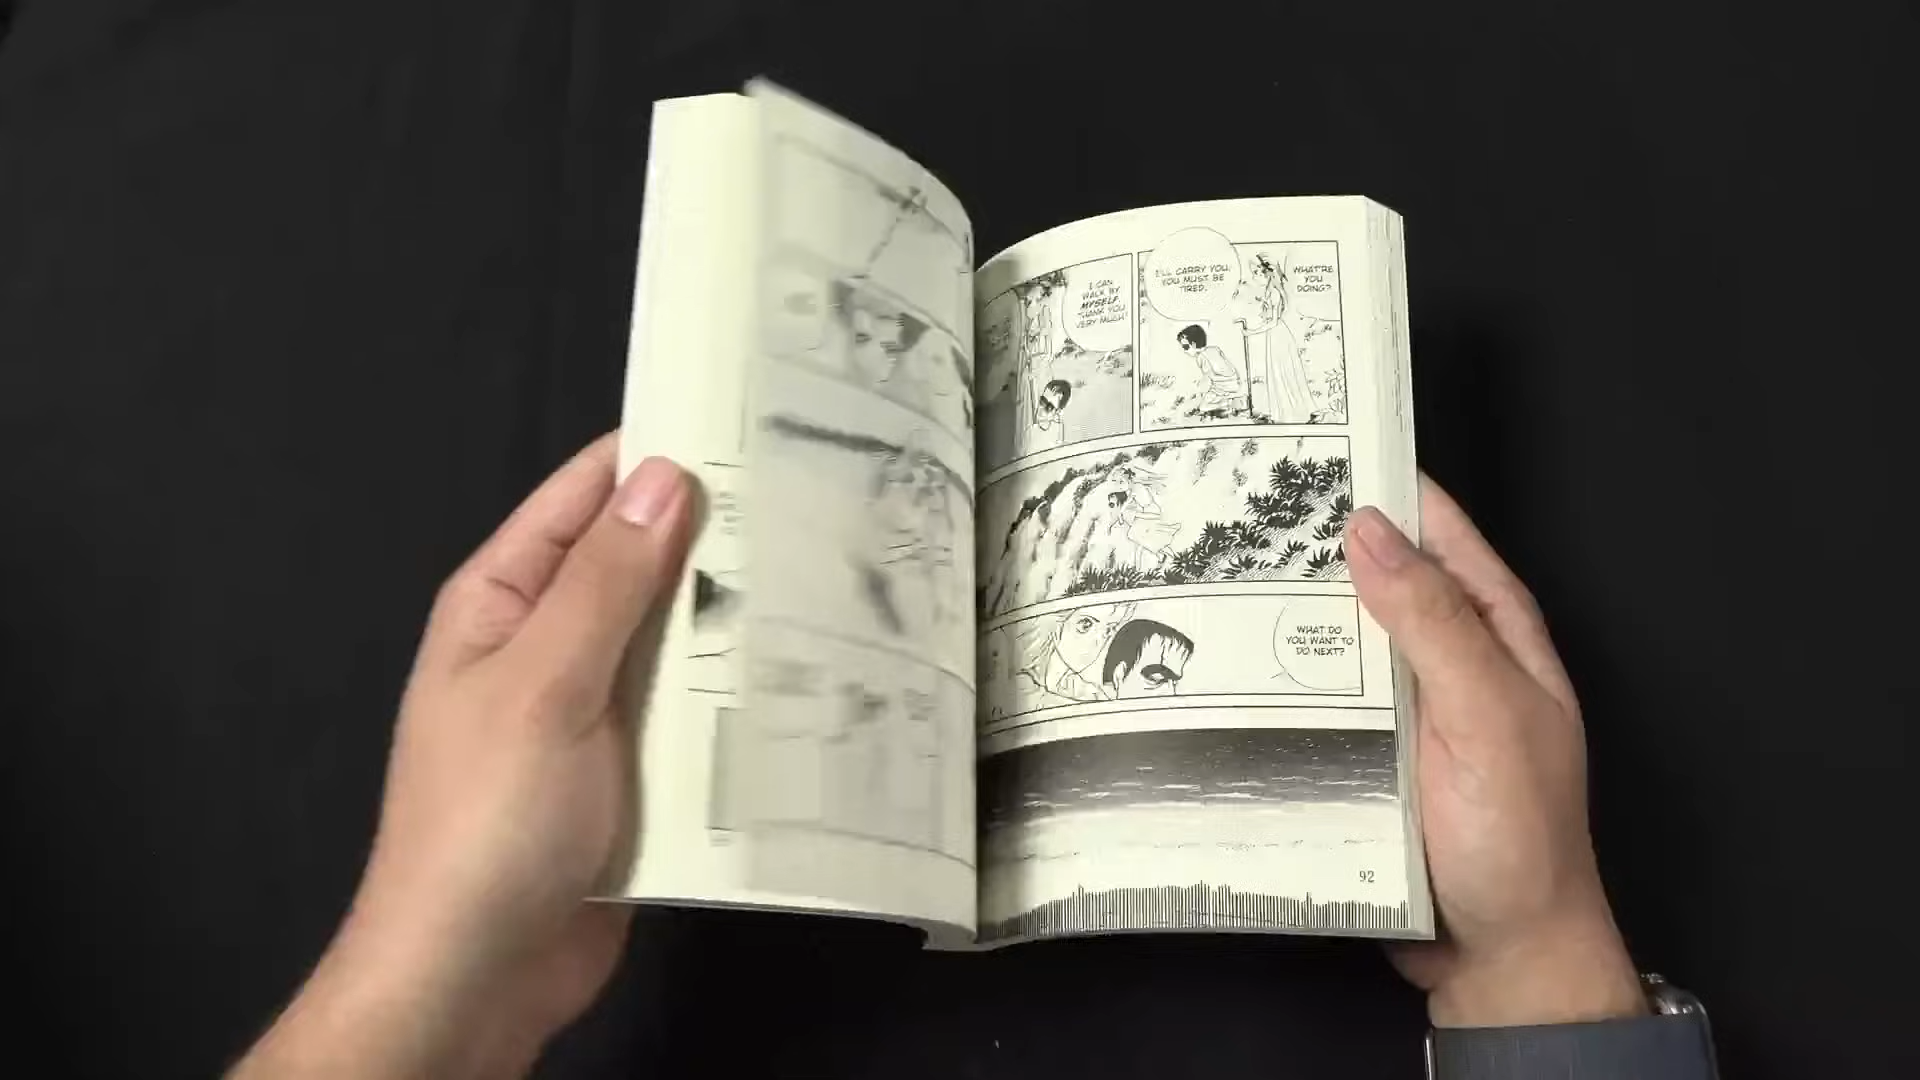 WHAT'RE
YOU
DOING?
I'LL CARRY YOU.
YOU MUST BE
TIRED.
I CAN
WALK BY
MYSELF,
THANK YOU
VERY MUCH!
WHAT DO
YOU WANT TO
DO NEXT?
92